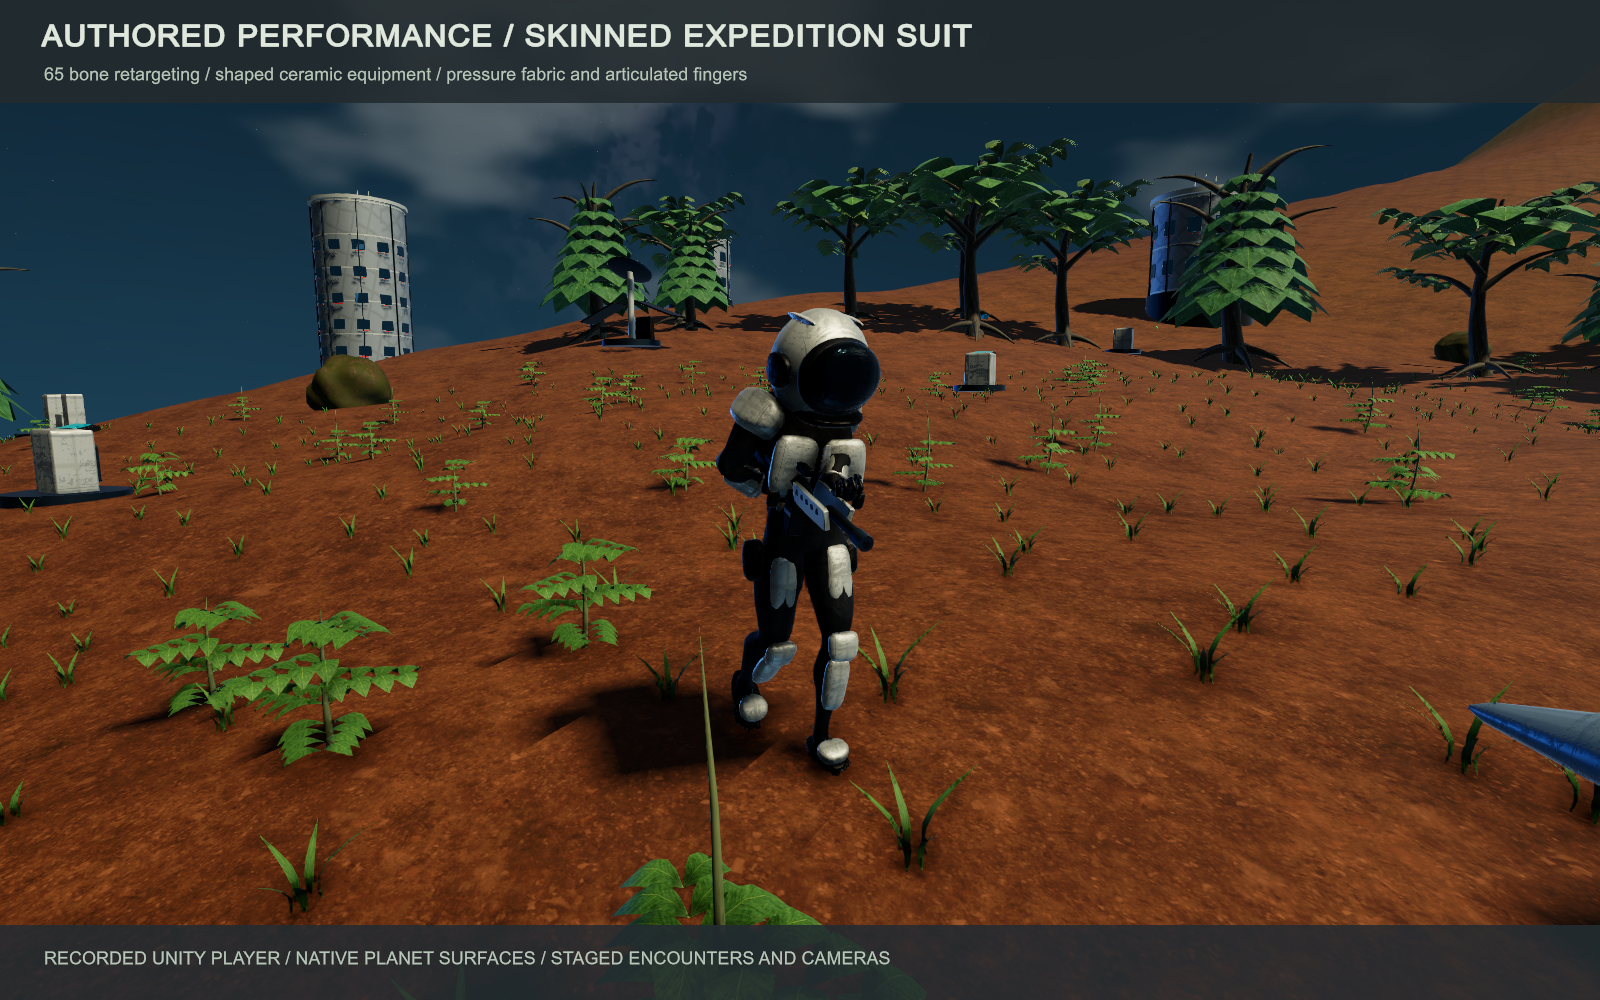 AUTHORED PERFORMANCE / SKINNED EXPEDITION SUIT
65 bone retargeting / shaped ceramic equipment / pressure fabric and articulated fingers
RECORDED UNITY PLAYER / NATIVE PLANET SURFACES / STAGED ENCOUNTERS AND CAMERAS